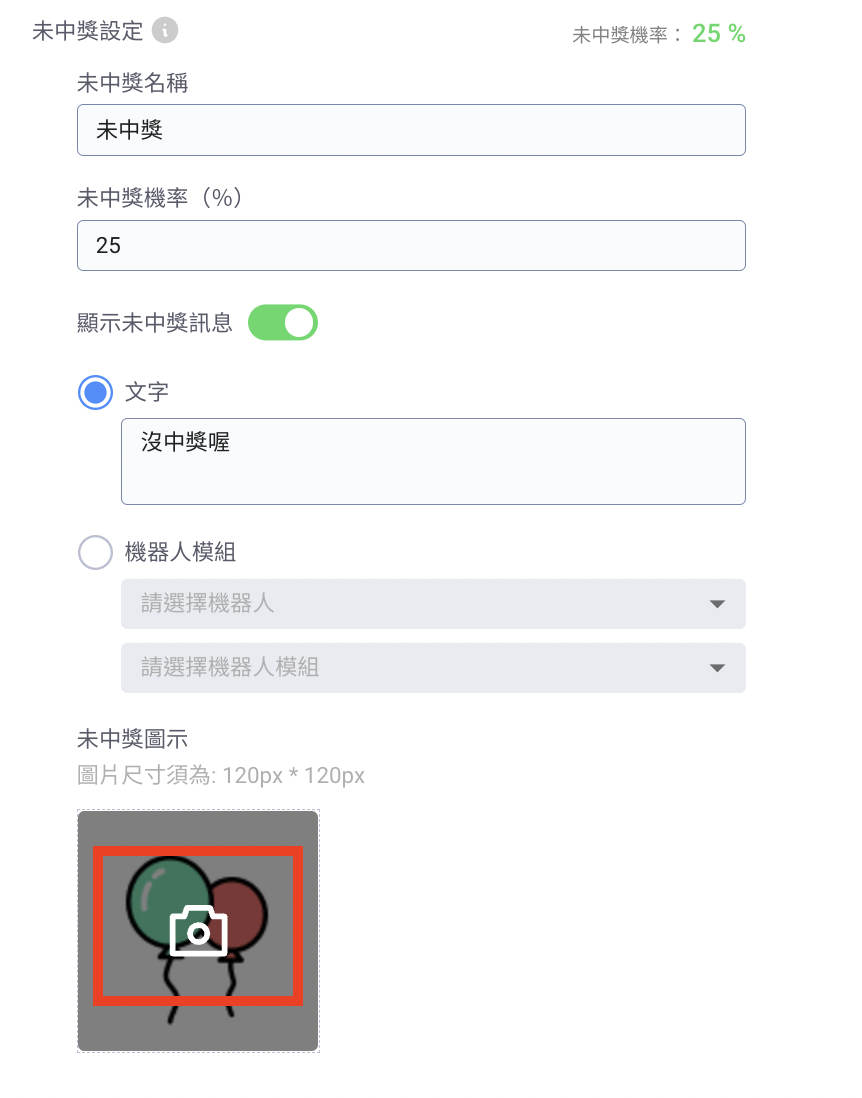 未中獎設定 i
未中獎機率： 25 %
未中獎名稱
未中獎
未中獎機率（%）
25
顯示未中獎訊息
文字
沒中獎喔
機器人模組
請選擇機器人
請選擇機器人模組
未中獎圖示
圖片尺寸須為: 120px * 120px